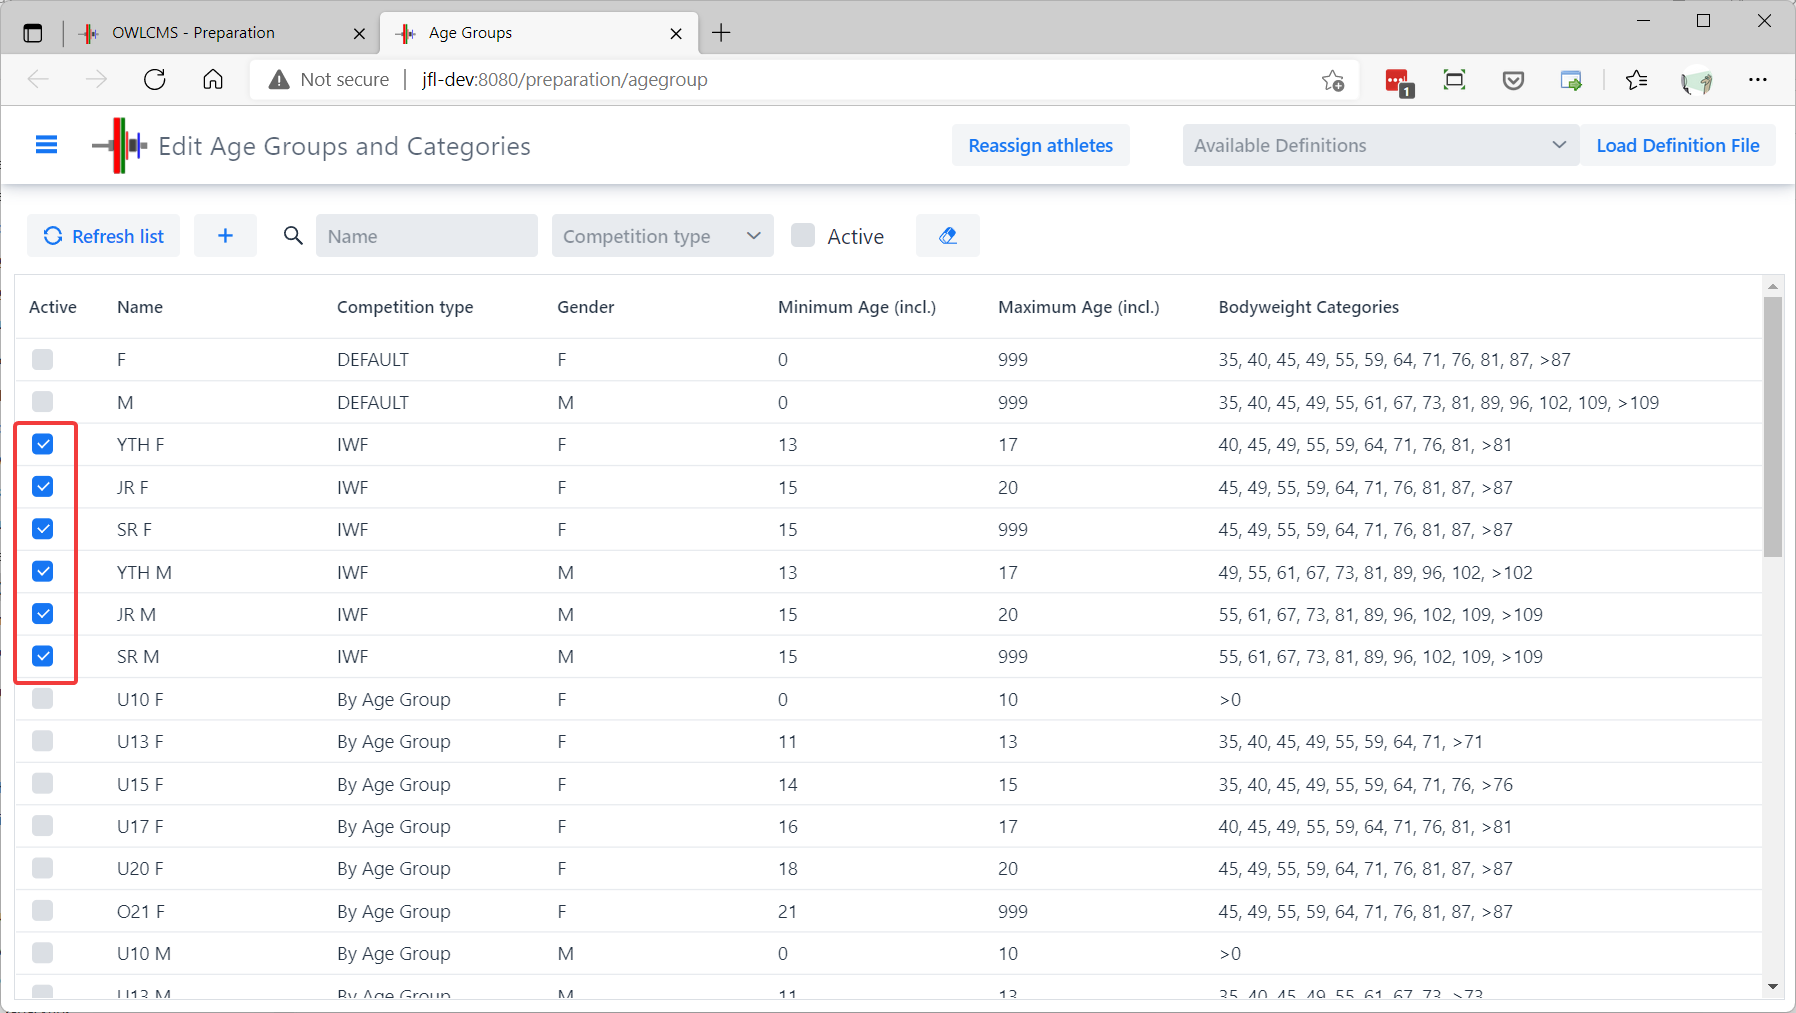 OWLCMS - Preparation
Age Groups
Not secure | jfl-dev:8080/preparation/agegroup
1
Edit Age Groups and Categories
Reassign athletes
Available Definitions
Load Definition File
Refresh list
+
Name
Competition type
Active
Active Name Competition type Gender Minimum Age (incl.) Maximum Age (incl.) Bodyweight Categories
F DEFAULT F 0 999 35, 40, 45, 49, 55, 59, 64, 71, 76, 81, 87, >87
M DEFAULT M 0 999 35, 40, 45, 49, 55, 61, 67, 73, 81, 89, 96, 102, 109, >109
YTH F IWF F 13 17 40, 45, 49, 55, 59, 64, 71, 76, 81, >81
JR F IWF F 15 20 45, 49, 55, 59, 64, 71, 76, 81, 87, >87
SR F IWF F 15 999 45, 49, 55, 59, 64, 71, 76, 81, 87, >87
YTH M IWF M 13 17 49, 55, 61, 67, 73, 81, 89, 96, 102, >102
JR M IWF M 15 20 55, 61, 67, 73, 81, 89, 96, 102, 109, >109
SR M IWF M 15 999 55, 61, 67, 73, 81, 89, 96, 102, 109, >109
U10 F By Age Group F 0 10 >0
U13 F By Age Group F 11 13 35, 40, 45, 49, 55, 59, 64, 71, >71
U15 F By Age Group F 14 15 35, 40, 45, 49, 55, 59, 64, 71, 76, >76
U17 F By Age Group F 16 17 40, 45, 49, 55, 59, 64, 71, 76, 81, >81
U20 F By Age Group F 18 20 45, 49, 55, 59, 64, 71, 76, 81, 87, >87
O21 F By Age Group F 21 999 45, 49, 55, 59, 64, 71, 76, 81, 87, >87
U10 M By Age Group M 0 10 >0
U13 M By Age Group M 11 13 35, 40, 45, 49, 55, 61, 67, 73, >73